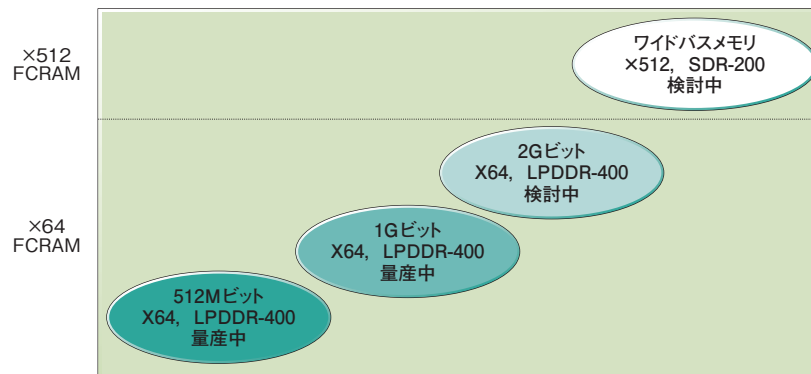 ×512
FCRAM
ワイドバスメモリ
×512, SDR-200
検討中
2Gビット
X64, LPDDR-400
検討中
×64
FCRAM
1Gビット
X64, LPDDR-400
量産中
512Mビット
X64, LPDDR-400
量産中